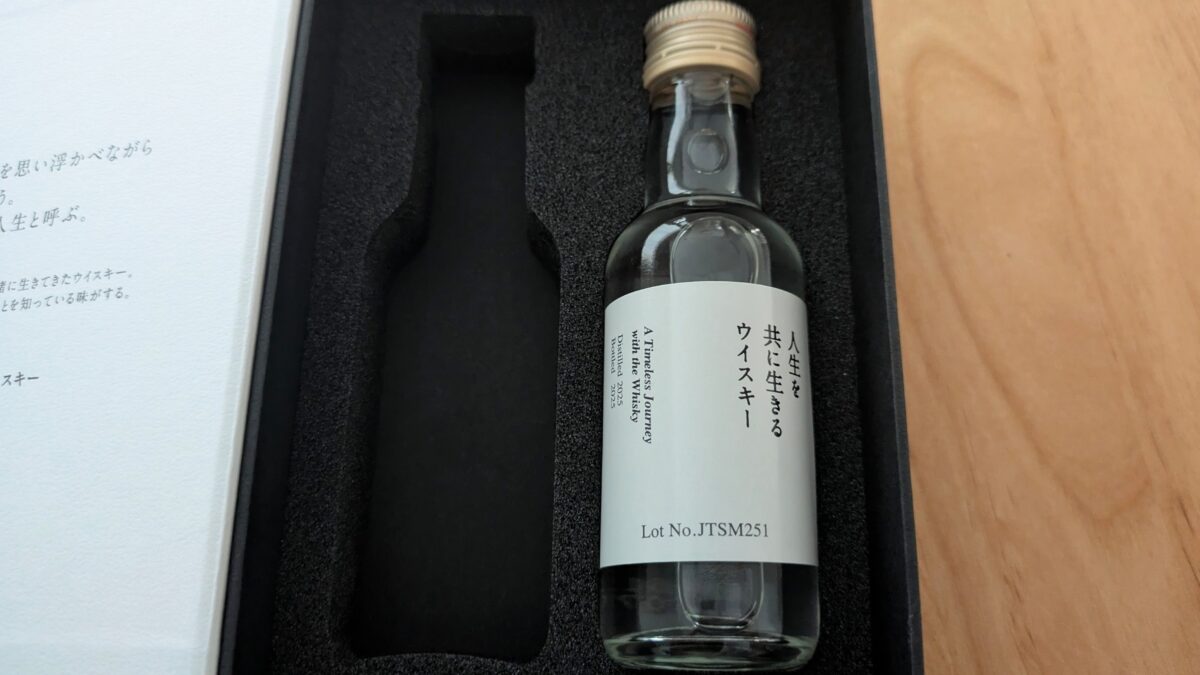 を思い浮かべながら
う。
人生と呼ぶ。
緒に生きてきたウイスキー。
とを知っている味がする。
スキー
人生を
共に生きる
ウイスキー
A Timeless Journey
with the Whisky
Distilled 2025
Bottled 2025
Lot No.JTSM251